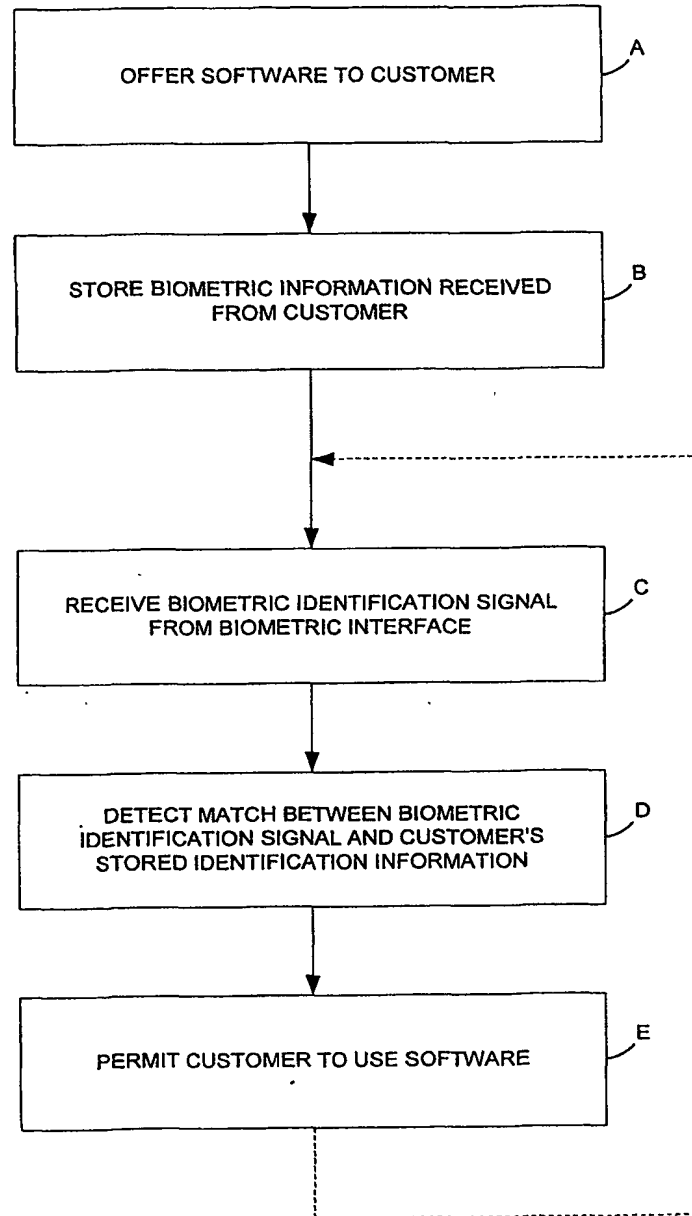 OFFER SOFTWARE TO CUSTOMER
A
STORE BIOMETRIC INFORMATION RECEIVED
FROM CUSTOMER
B
RECEIVE BIOMETRIC IDENTIFICATION SIGNAL
FROM BIOMETRIC INTERFACE
C
DETECT MATCH BETWEEN BIOMETRIC
IDENTIFICATION SIGNAL AND CUSTOMER'S
STORED IDENTIFICATION INFORMATION
D
PERMIT CUSTOMER TO USE SOFTWARE
E